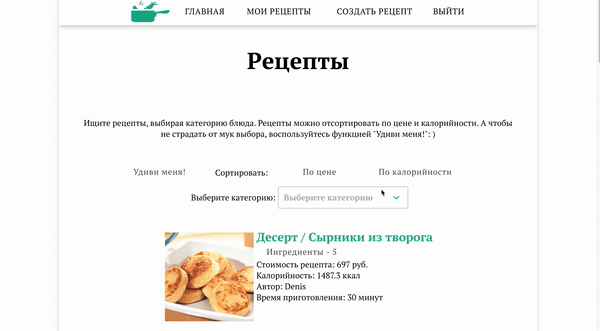 ГЛАВНАЯ МОИ РЕЦЕПТЫ СОЗДАТЬ РЕЦЕПТ ВЫЙТИ
Рецепты
Ищите рецепты, выбирая категорию блюда. Рецепты можно отсортировать по цене и калорийности. А чтобы
не страдать от мук выбора, воспользуйтесь функцией "Удиви меня!": )
Удиви меня! Сортировать: По цене По калорийности
Выберите категорию: Выберите категорию
Десерт / Сырники из творога
Ингредиенты - 5
Стоимость рецепта: 697 руб.
Калорийность: 1487.3 ккал
Автор: Denis
Время приготовления: 30 минут